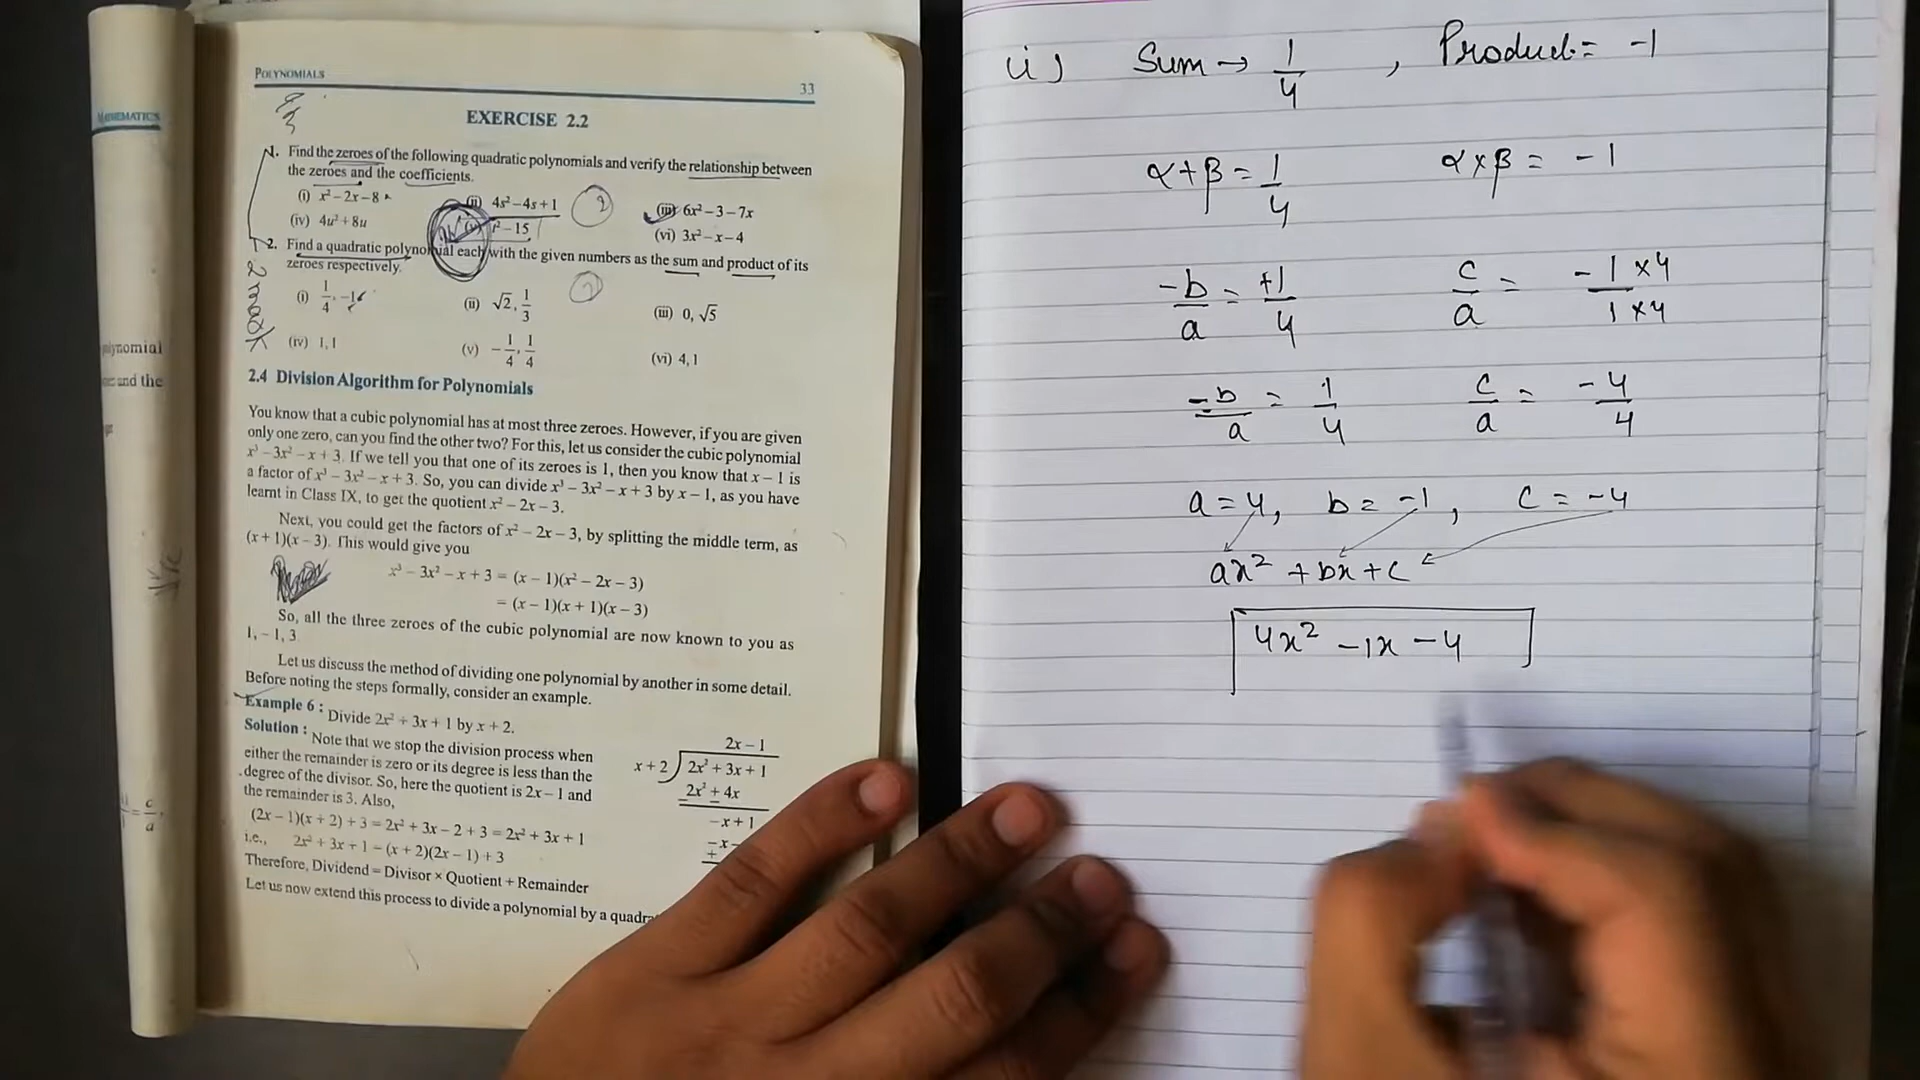 MATHEMATICS
polynomial
and the
c
a
POLYNOMIALS 33
EXERCISE 2.2
1. Find the zeroes of the following quadratic polynomials and verify the relationship between
the zeroes and the coefficients.
(i) x² – 2x – 8 (ii) 4s² – 4s + 1 (iii) 6x² – 3 – 7x
(iv) 4u² + 8u (v) t² – 15 (vi) 3x² – x – 4
2. Find a quadratic polynomial each with the given numbers as the sum and product of its
zeroes respectively.
(i) 1/4, –1 (ii) √2, 1/3 (iii) 0, √5
(iv) 1, 1 (v) –1/4, 1/4 (vi) 4, 1
2.4 Division Algorithm for Polynomials
You know that a cubic polynomial has at most three zeroes. However, if you are given
only one zero, can you find the other two? For this, let us consider the cubic polynomial
x³ – 3x² – x + 3. If we tell you that one of its zeroes is 1, then you know that x – 1 is
a factor of x³ – 3x² – x + 3. So, you can divide x³ – 3x² – x + 3 by x – 1, as you have
learnt in Class IX, to get the quotient x² – 2x – 3.
Next, you could get the factors of x² – 2x – 3, by splitting the middle term, as
(x + 1)(x – 3). This would give you
x³ – 3x² – x + 3 = (x – 1)(x² – 2x – 3)
= (x – 1)(x + 1)(x – 3)
So, all the three zeroes of the cubic polynomial are now known to you as
1, – 1, 3
Let us discuss the method of dividing one polynomial by another in some detail.
Before noting the steps formally, consider an example.
Example 6 : Divide 2x² + 3x + 1 by x + 2.
Solution : Note that we stop the division process when
either the remainder is zero or its degree is less than the
degree of the divisor. So, here the quotient is 2x – 1 and
the remainder is 3. Also,
(2x – 1)(x + 2) + 3 = 2x² + 3x – 2 + 3 = 2x² + 3x + 1
i.e., 2x² + 3x + 1 = (x + 2)(2x – 1) + 3
Therefore, Dividend = Divisor × Quotient + Remainder
Let us now extend this process to divide a polynomial by a
2x – 1
x + 2 ) 2x² + 3x + 1
2x² + 4x
– x + 1
– x
+
2 mark
i) Sum → 1/4 , Product = -1
α+β = 1/4 α×β = -1
-b/a = +1/4 c/a = -1×4/1×4
-b/a = 1/4 c/a = -4/4
a = 4, b = -1, c = -4
ax² + bx + c
4x² - 1x - 4